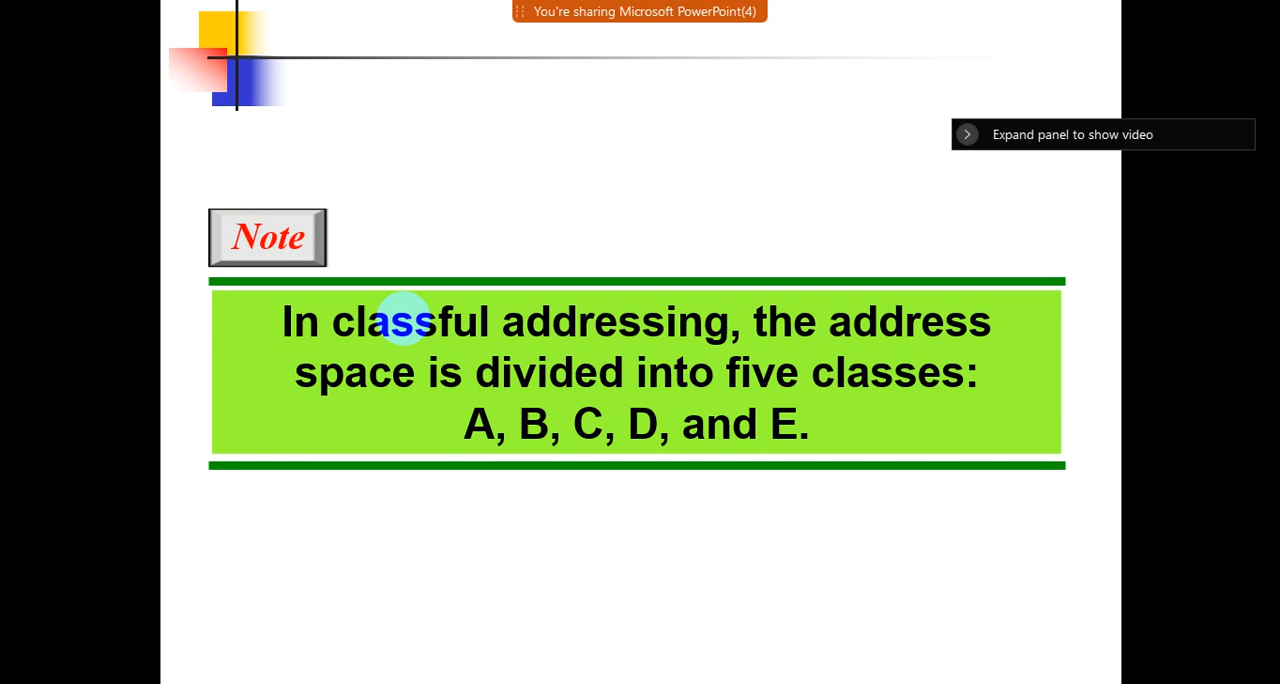 You're sharing Microsoft PowerPoint(4)
Expand panel to show video
Note
In classful addressing, the address
space is divided into five classes:
A, B, C, D, and E.